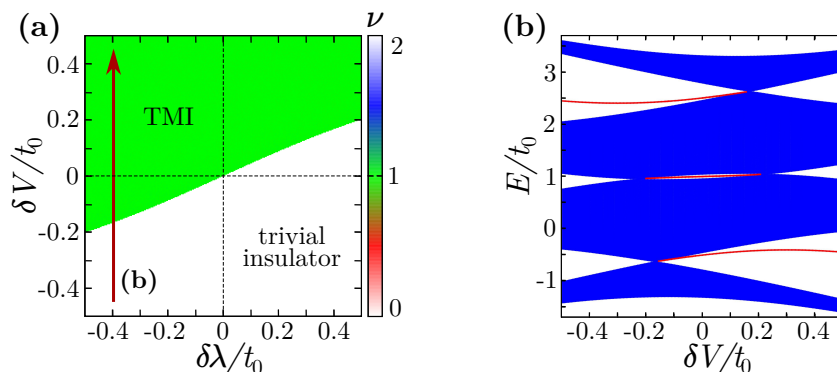 (a)
ν
(b)
0.4
0.2
0
-0.2
-0.4
δV/t₀
TMI
trivial
insulator
(b)
2
1
0
-0.4 -0.2 0 0.2 0.4
δλ/t₀
3
2
1
0
-1
E/t₀
-0.4 -0.2 0 0.2 0.4
δV/t₀